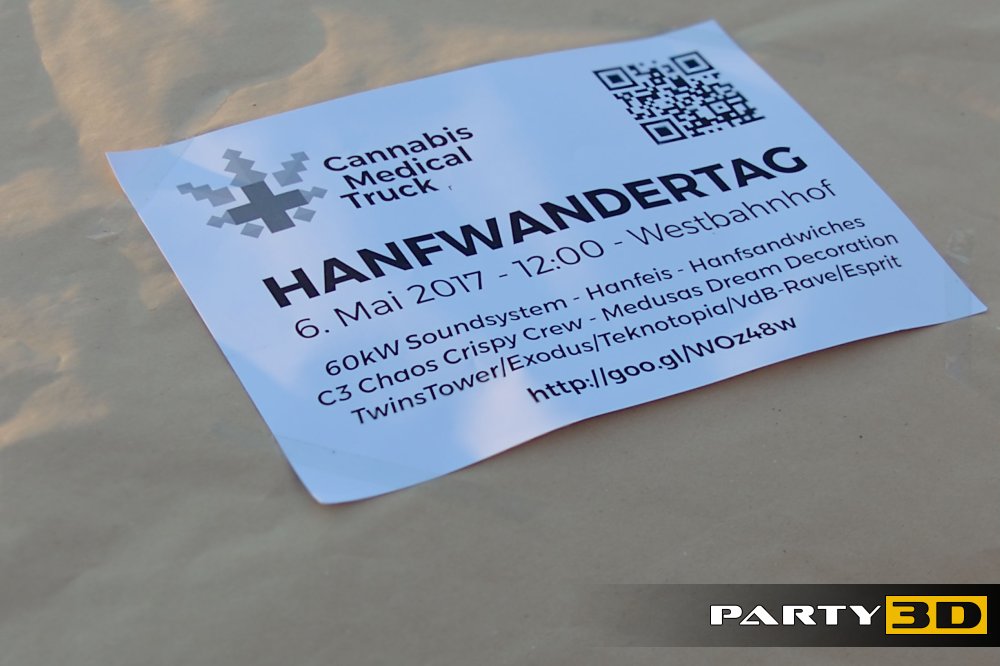 Cannabis
Medical
Truck
HANFWANDERTAG
6. Mai 2017 - 12:00 - Westbahnhof
60kW Soundsystem - Hanfeis - Hanfsandwiches
C3 Chaos Crispy Crew - Medusas Dream Decoration
TwinsTower/Exodus/Teknotopia/VdB-Rave/Esprit
http://goo.gl/WOz48w
PARTY 3D